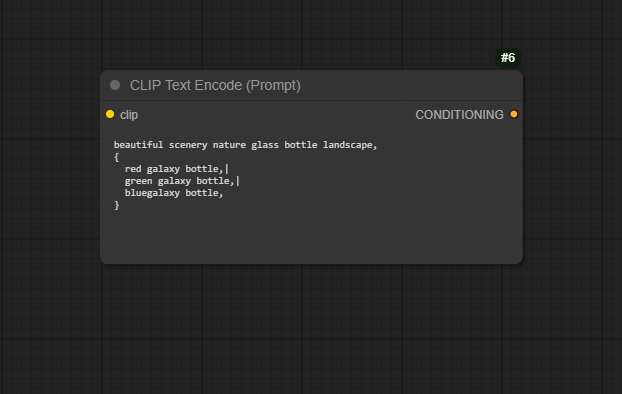 #6
CLIP Text Encode (Prompt)
clip
CONDITIONING
beautiful scenery nature glass bottle landscape,
{
  red galaxy bottle,|
  green galaxy bottle,|
  bluegalaxy bottle,
}